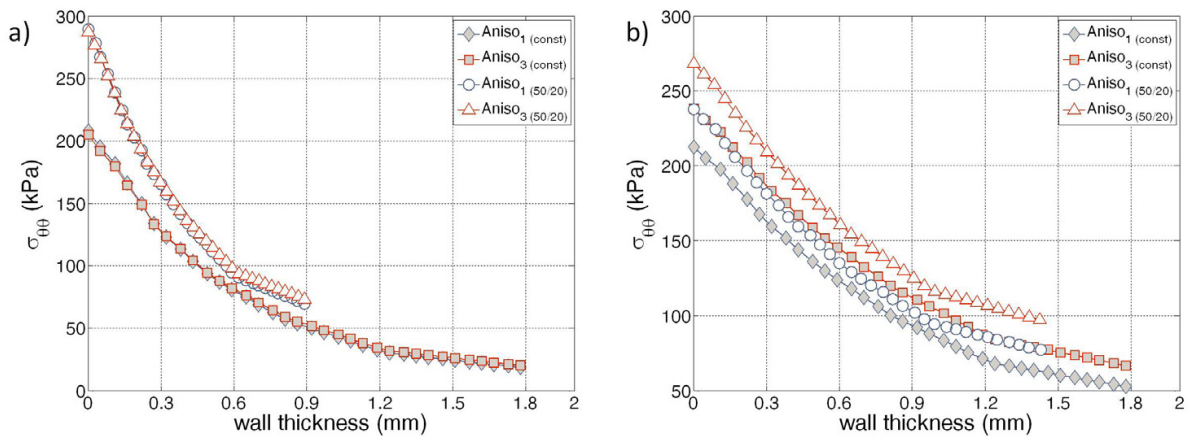 a)
300
250
200
150
100
50
0
σθθ (kPa)
0 0.3 0.6 0.9 1.2 1.5 1.8 2
wall thickness (mm)
Aniso1 (const)
Aniso3 (const)
Aniso1 (50/20)
Aniso3 (50/20)
b)
300
250
200
150
100
50
σθθ (kPa)
0 0.3 0.6 0.9 1.2 1.5 1.8 2
wall thickness (mm)
Aniso1 (const)
Aniso3 (const)
Aniso1 (50/20)
Aniso3 (50/20)